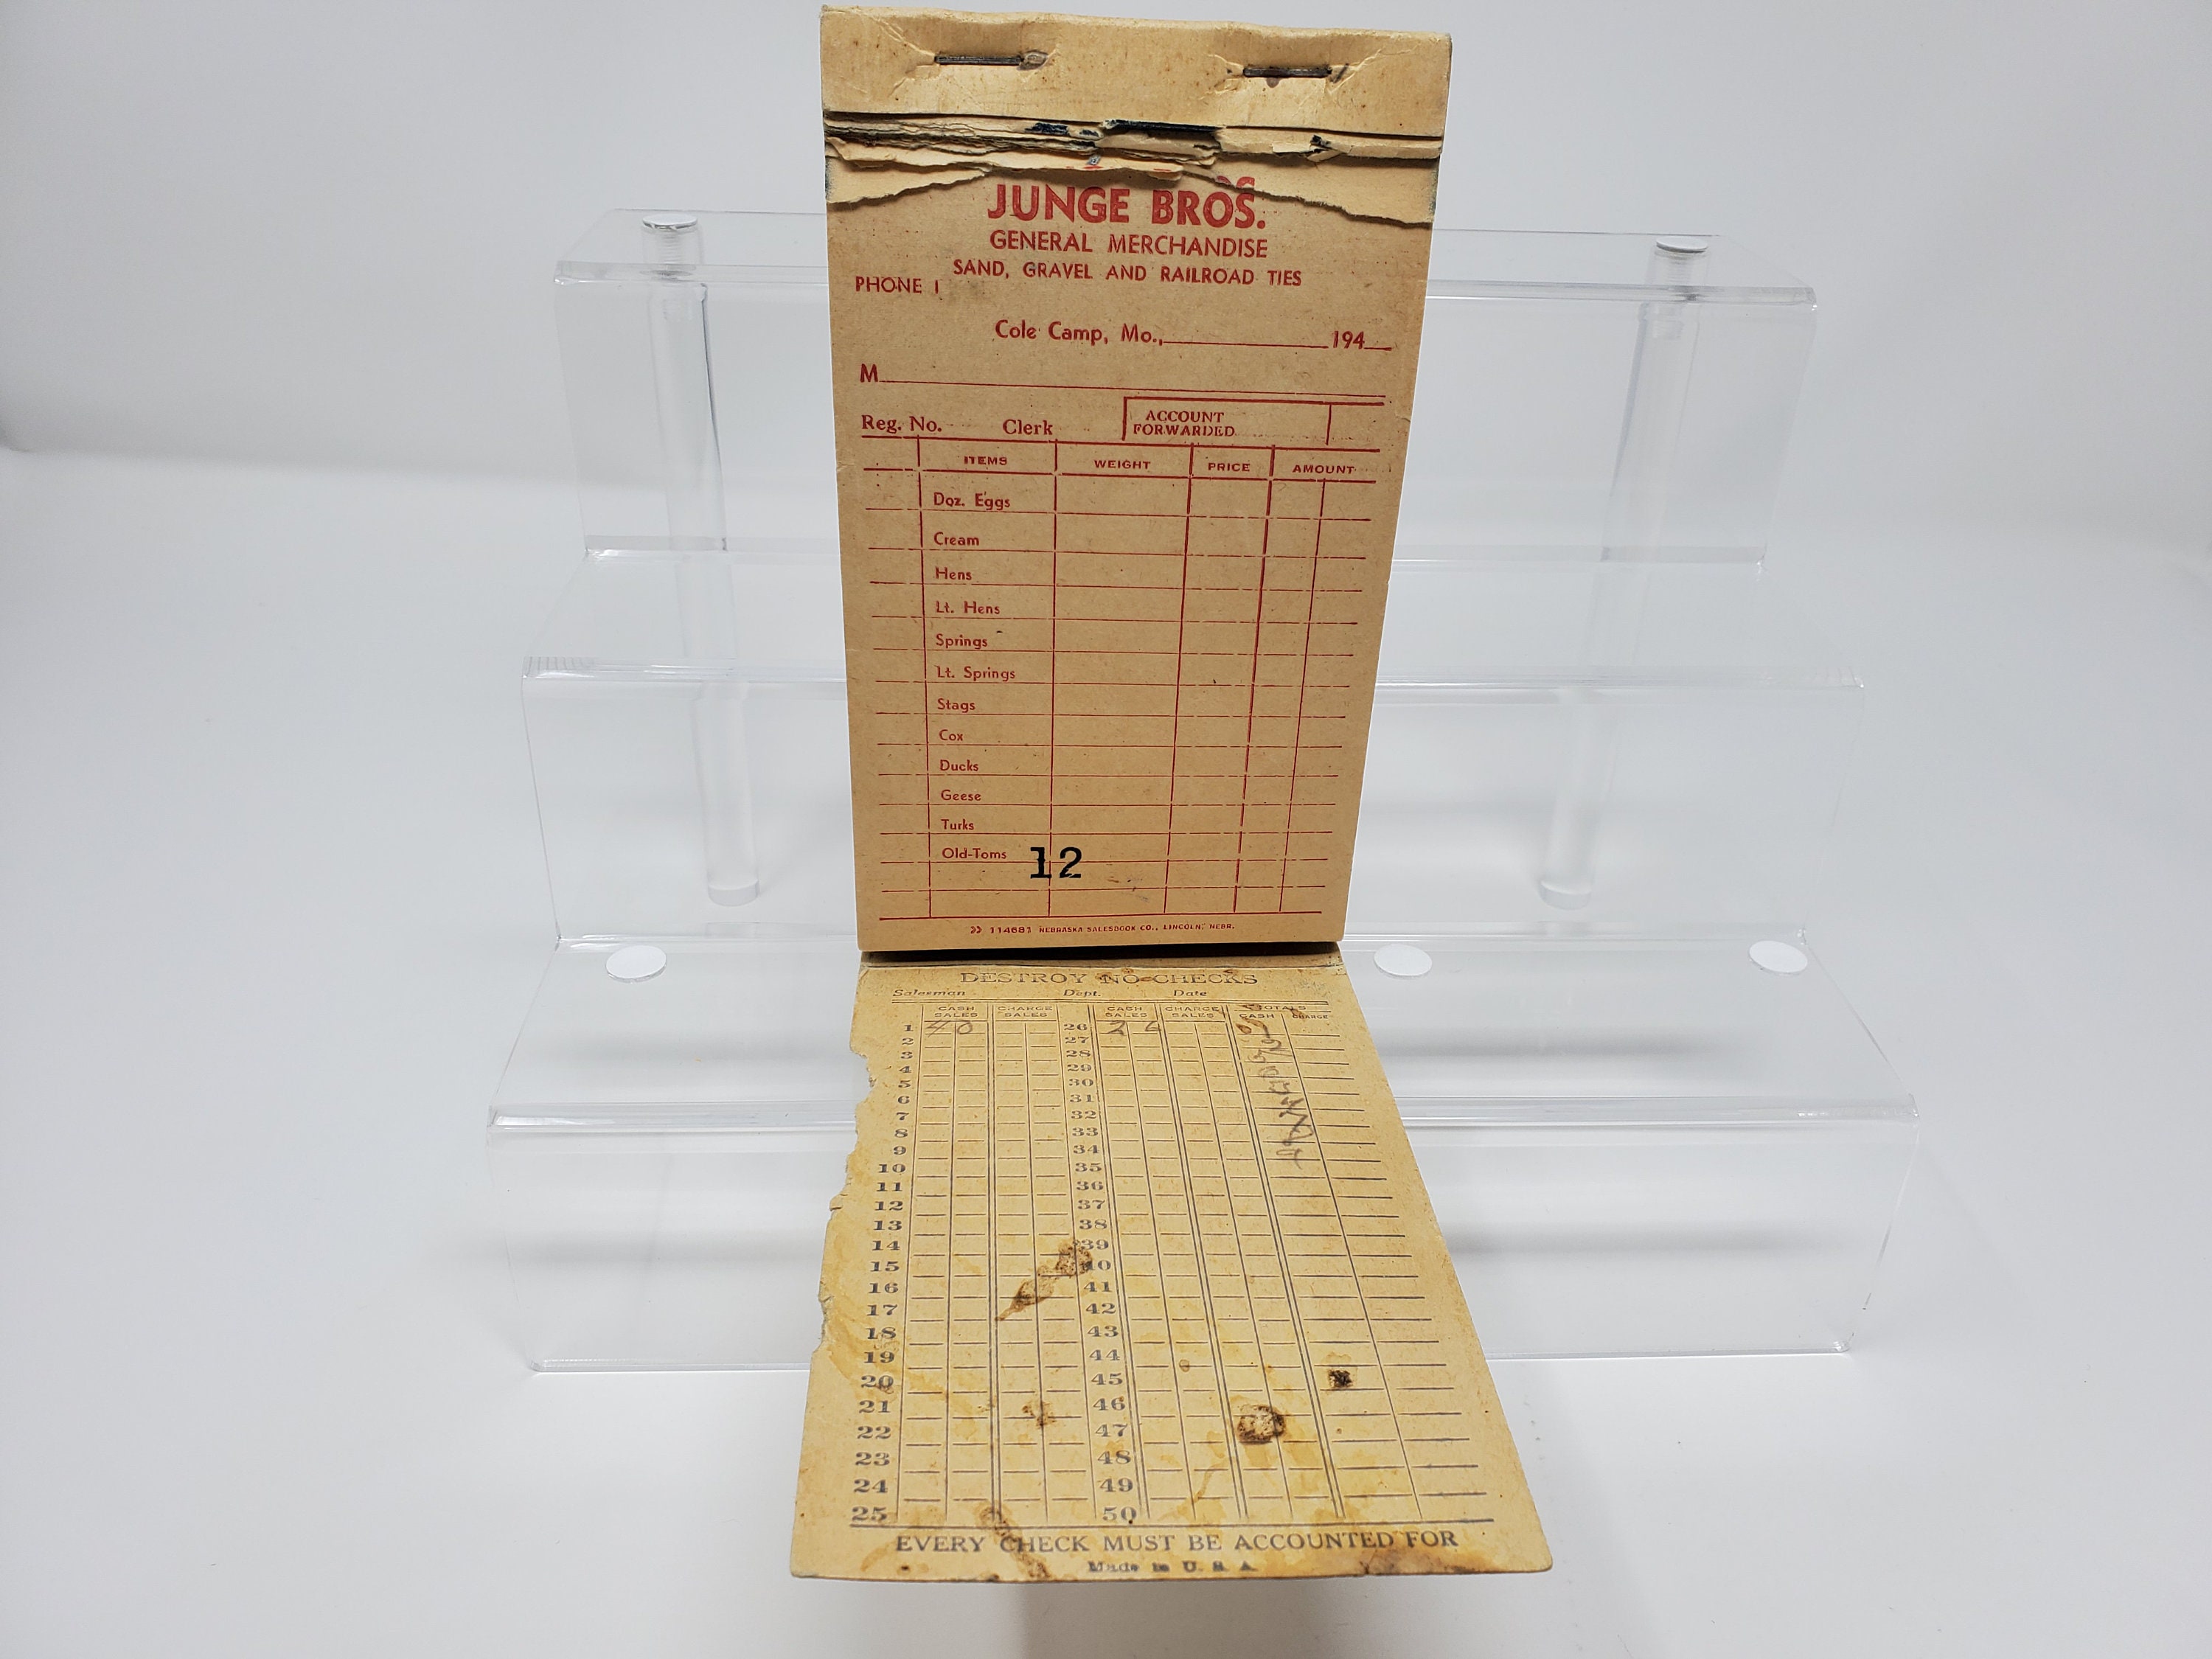 JUNGE BROS.
GENERAL MERCHANDISE
SAND, GRAVEL AND RAILROAD TIES
PHONE 1
Cole Camp, Mo., 194
M
Reg. No. Clerk ACCOUNT FORWARDED
ITEMS WEIGHT PRICE AMOUNT
Doz. Eggs
Cream
Hens
Lt. Hens
Springs
Lt. Springs
Stags
Cox
Ducks
Geese
Turks
Old-Toms 12
114681 NEBRASKA SALESBOOK CO., LINCOLN, NEBR.
DESTROY NO CHECKS
Salesman Dept. Date
CASH SALES CHARGE SALES CASH SALES CHARGE SALES TOTALS
CASH CHARGE
1 40 26 26
2 27
3 28
4 29
5 30
6 31
7 32
8 33
9 34
10 35
11 36
12 37
13 38
14 39
15 40
16 41
17 42
18 43
19 44
20 45
21 46
22 47
23 48
24 49
25 50
EVERY CHECK MUST BE ACCOUNTED FOR
Made in U. S. A.